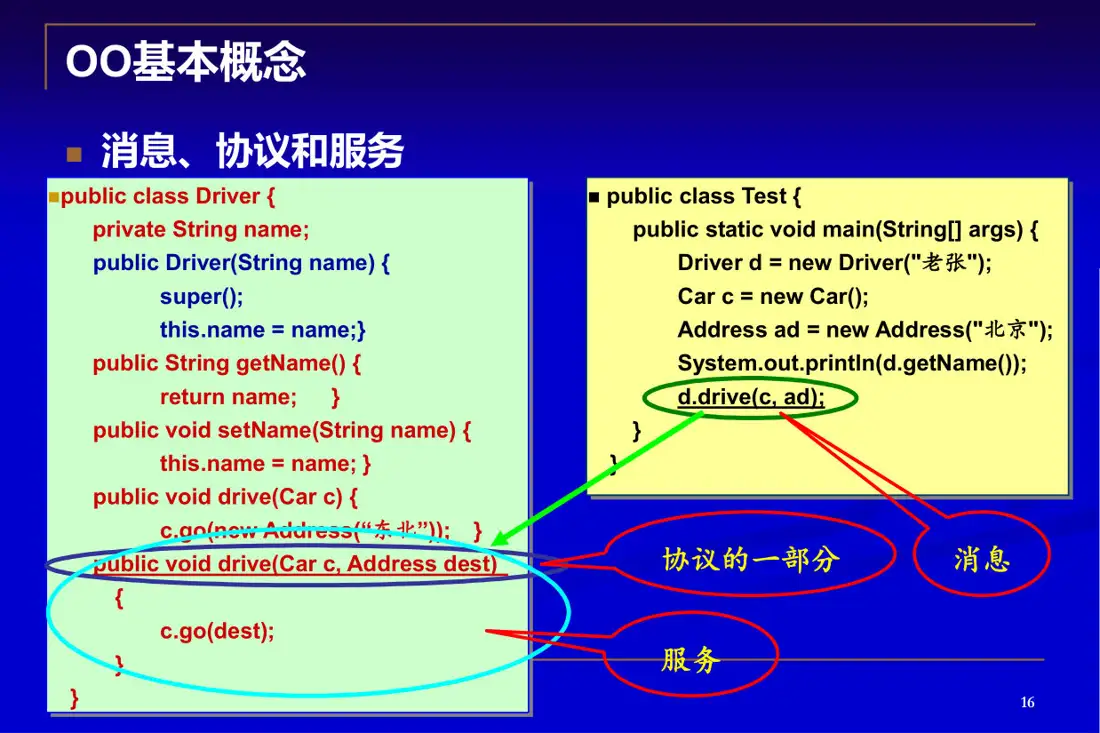 OO基本概念
消息、协议和服务
public class Driver {
private String name;
public Driver(String name) {
super();
this.name = name;}
public String getName() {
return name; }
public void setName(String name) {
this.name = name; }
public void drive(Car c) {
c.go(new Address(“东北”)); }
public void drive(Car c, Address dest)
{
c.go(dest);
}
}
public class Test {
public static void main(String[] args) {
Driver d = new Driver("老张");
Car c = new Car();
Address ad = new Address("北京");
System.out.println(d.getName());
d.drive(c, ad);
}
}
协议的一部分
消息
服务
16